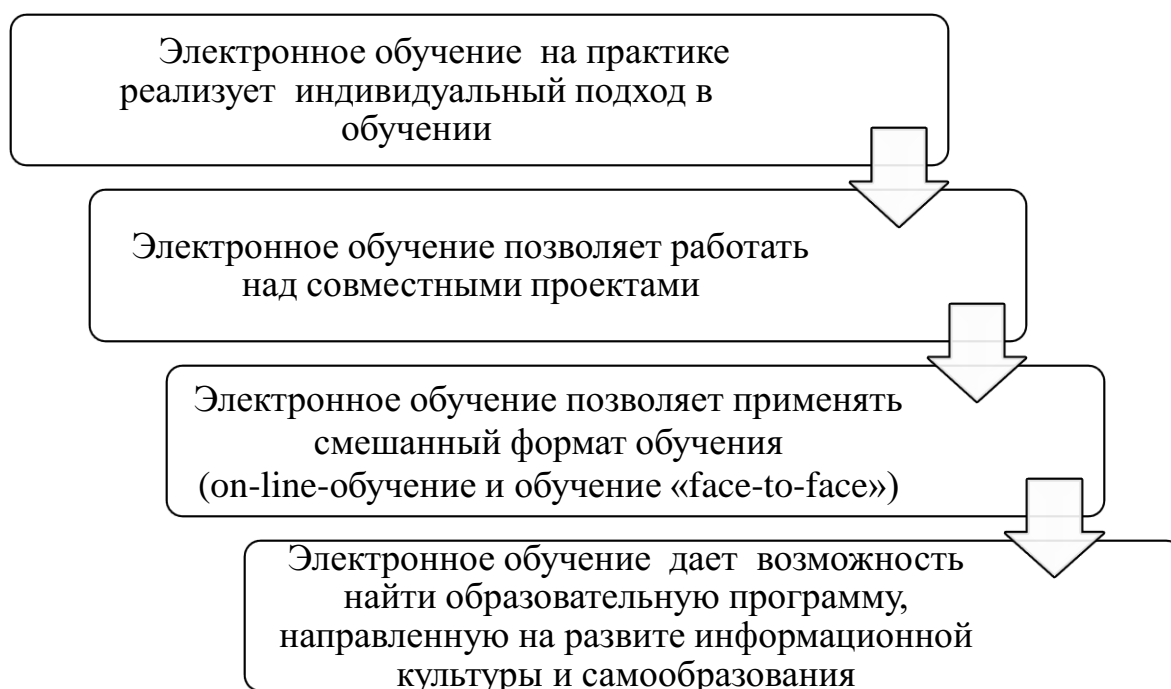 Электронное обучение на практике
реализует индивидуальный подход в
обучении
Электронное обучение позволяет работать
над совместными проектами
Электронное обучение позволяет применять
смешанный формат обучения
(on-line-обучение и обучение «face-to-face»)
Электронное обучение дает возможность
найти образовательную программу,
направленную на развите информационной
культуры и самообразования